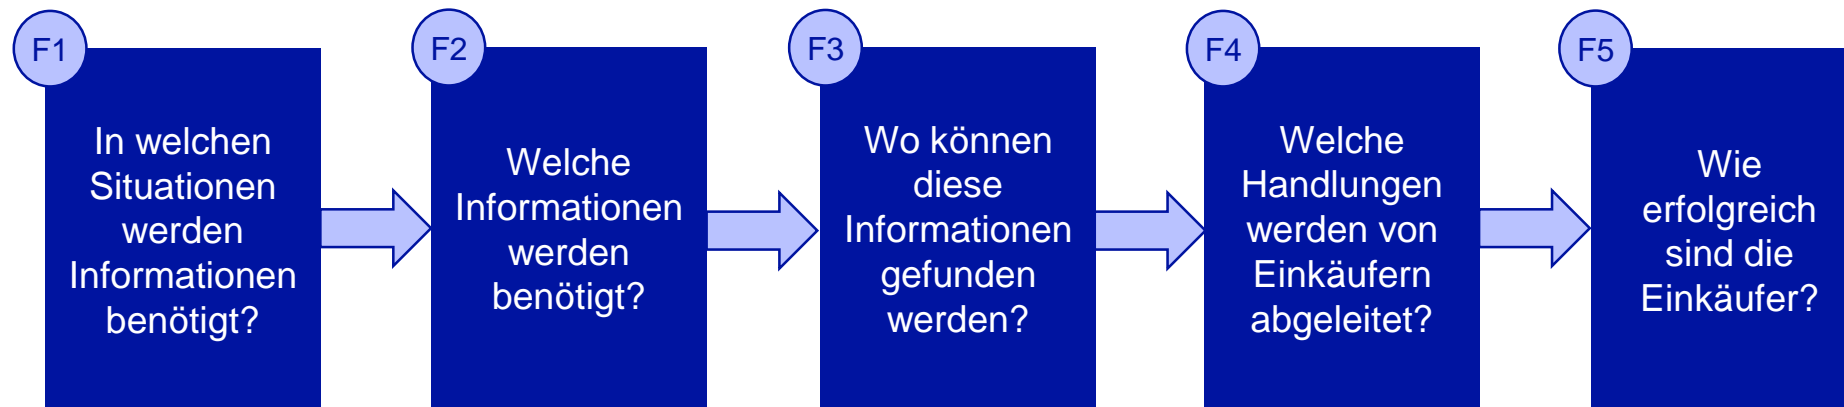 F1
In welchen
Situationen
werden
Informationen
benötigt?
F2
Welche
Informationen
werden
benötigt?
F3
Wo können
diese
Informationen
gefunden
werden?
F4
Welche
Handlungen
werden von
Einkäufern
abgeleitet?
F5
Wie
erfolgreich
sind die
Einkäufer?